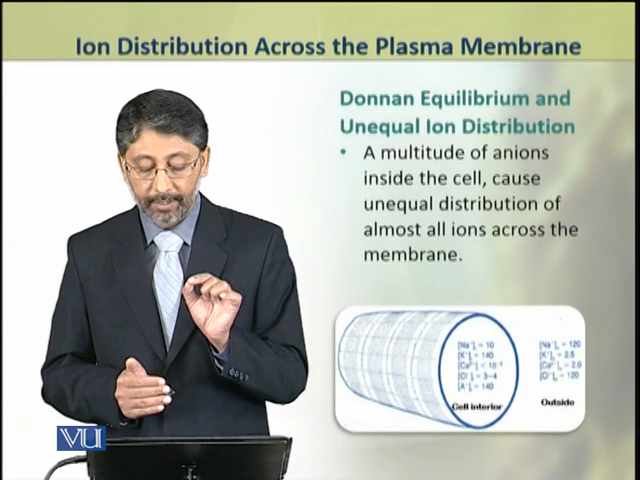 Ion Distribution Across the Plasma Membrane
Donnan Equilibrium and
Unequal Ion Distribution
• A multitude of anions
inside the cell, cause
unequal distribution of
almost all ions across the
membrane.
[Na⁺]ᵢ = 10
[K⁺]ᵢ = 140
[Ca²⁺]ᵢ < 10⁻³
[Cl⁻]ᵢ = 3–4
[A⁻]ᵢ = 140
Cell interior
[Na⁺]ₒ = 120
[K⁺]ₒ = 2.5
[Ca²⁺]ₒ = 2.0
[Cl⁻]ₒ = 120
Outside
VU